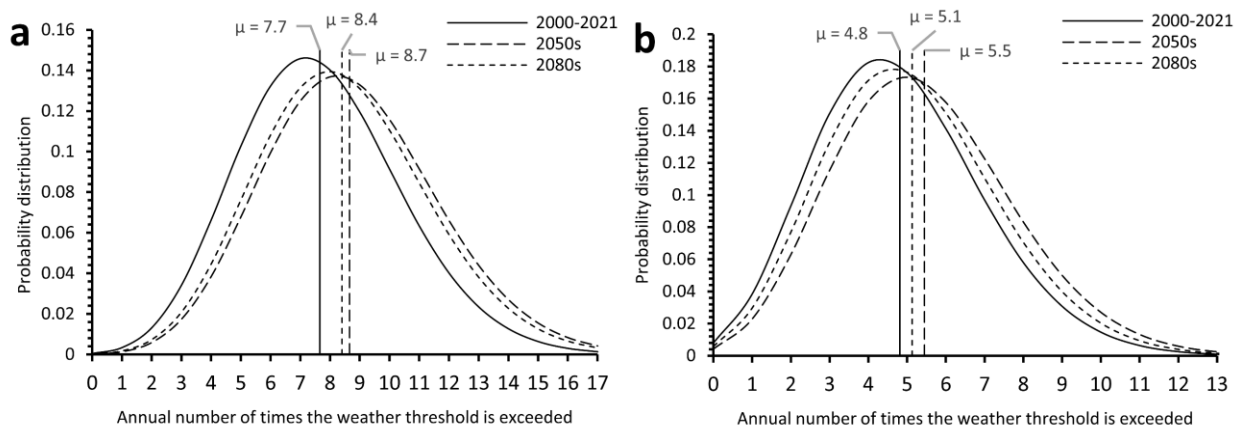 a
μ = 7.7
μ = 8.4
μ = 8.7
2000-2021
2050s
2080s
Probability distribution
0.16
0.14
0.12
0.1
0.08
0.06
0.04
0.02
0
0 1 2 3 4 5 6 7 8 9 10 11 12 13 14 15 16 17
Annual number of times the weather threshold is exceeded
b
μ = 4.8
μ = 5.1
μ = 5.5
2000-2021
2050s
2080s
Probability distribution
0.2
0.18
0.16
0.14
0.12
0.1
0.08
0.06
0.04
0.02
0
0 1 2 3 4 5 6 7 8 9 10 11 12 13
Annual number of times the weather threshold is exceeded